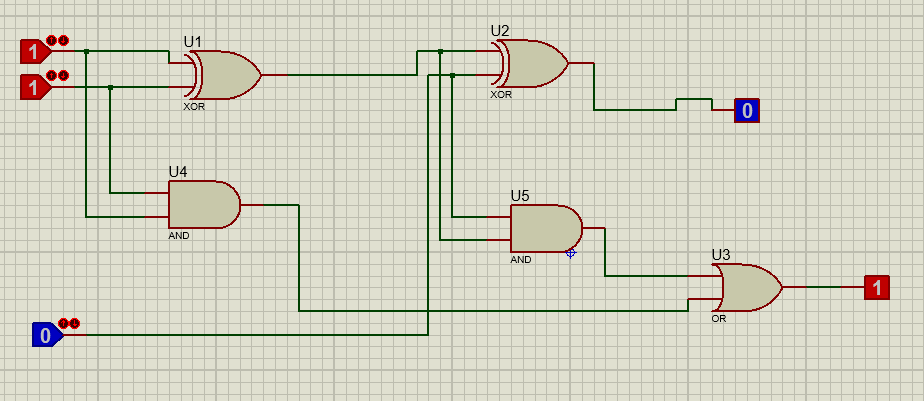 U1
U2
1
1
XOR
XOR
0
U4
AND
U5
AND
U3
1
OR
0